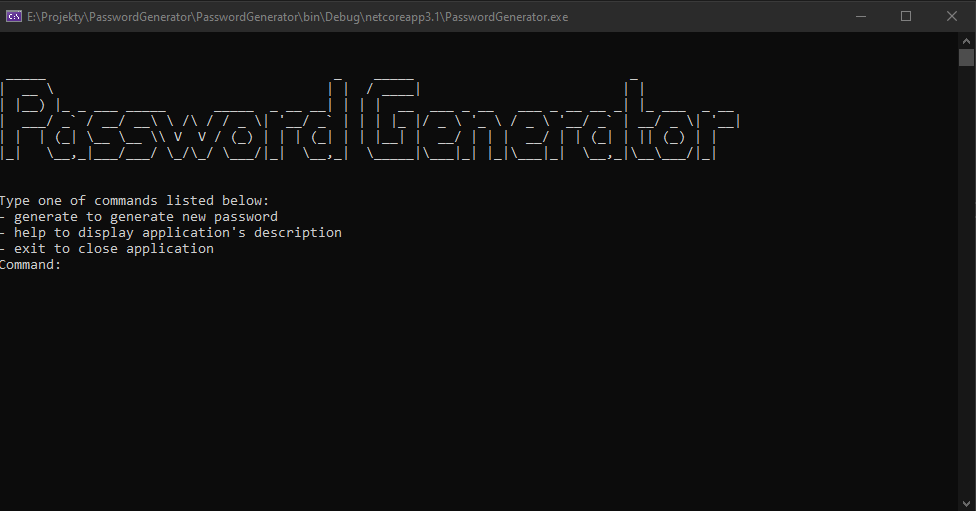 E:\Projekty\PasswordGenerator\PasswordGenerator\bin\Debug\netcoreapp3.1\PasswordGenerator.exe
Password Generator
Type one of commands listed below:
- generate to generate new password
- help to display application's description
- exit to close application
Command: